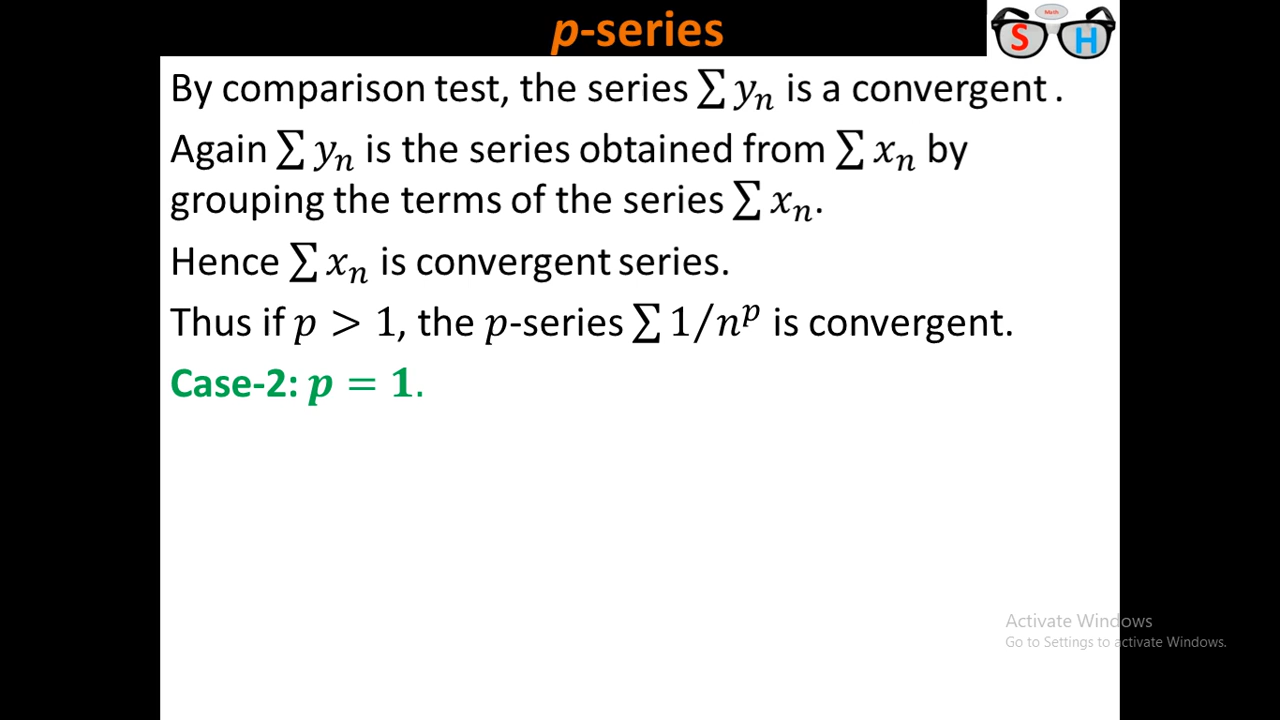 p-series
Math
S H
By comparison test, the series ∑ yₙ is a convergent .
Again ∑ yₙ is the series obtained from ∑ xₙ by
grouping the terms of the series ∑ xₙ.
Hence ∑ xₙ is convergent series.
Thus if p > 1, the p-series ∑ 1/nᵖ is convergent.
Case-2: p = 1.
Activate Windows
Go to Settings to activate Windows.